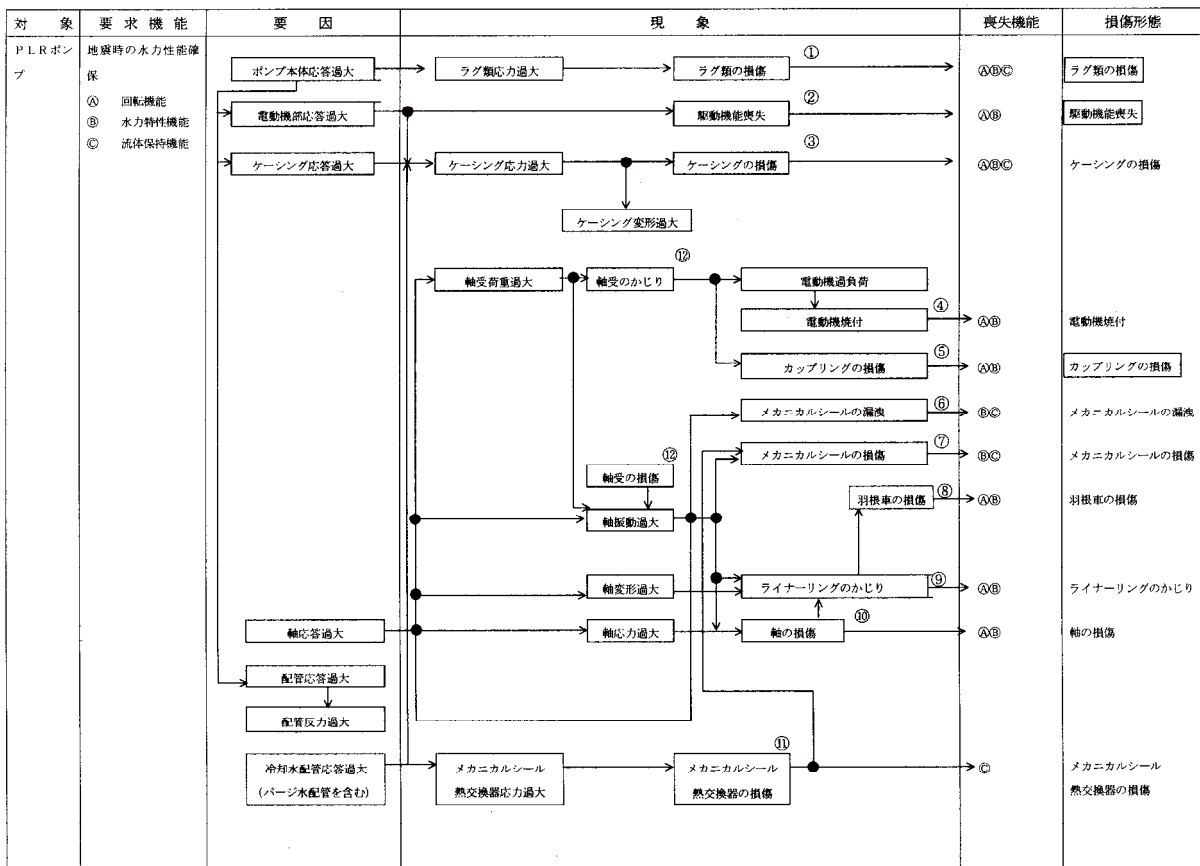 対象 要求機能 要因 現象 喪失機能 損傷形態
PLRポン
プ
地震時の水力性能確
保
Ⓐ 回転機能
Ⓑ 水力特性機能
Ⓒ 流体保持機能
ポンプ本体応答過大 ラグ類応力過大 ラグ類の損傷 ① ⒶⒷⒸ ラグ類の損傷
電動機部応答過大 駆動機能喪失 ② ⒶⒷ 駆動機能喪失
ケーシング応答過大 ケーシング応力過大 ケーシングの損傷 ③ ⒶⒷⒸ ケーシングの損傷
ケーシング変形過大
軸受荷重過大 軸受のかじり ⑫ 電動機過負荷
電動機焼付 ④ ⒶⒷ 電動機焼付
カップリングの損傷 ⑤ ⒶⒷ カップリングの損傷
メカニカルシールの漏洩 ⑥ ⒷⒸ メカニカルシールの漏洩
メカニカルシールの損傷 ⑦ ⒷⒸ メカニカルシールの損傷
軸受の損傷 ⑫
羽根車の損傷 ⑧ ⒶⒷ 羽根車の損傷
軸振動過大
軸変形過大 ライナーリングのかじり ⑨ ⒶⒷ ライナーリングのかじり
軸応答過大 軸応力過大 軸の損傷 ⑩ ⒶⒷ 軸の損傷
配管応答過大
配管反力過大
冷却水配管応答過大
(パージ水配管を含む)
メカニカルシール
熱交換器応力過大
メカニカルシール
熱交換器の損傷
⑪
Ⓒ
メカニカルシール
熱交換器の損傷